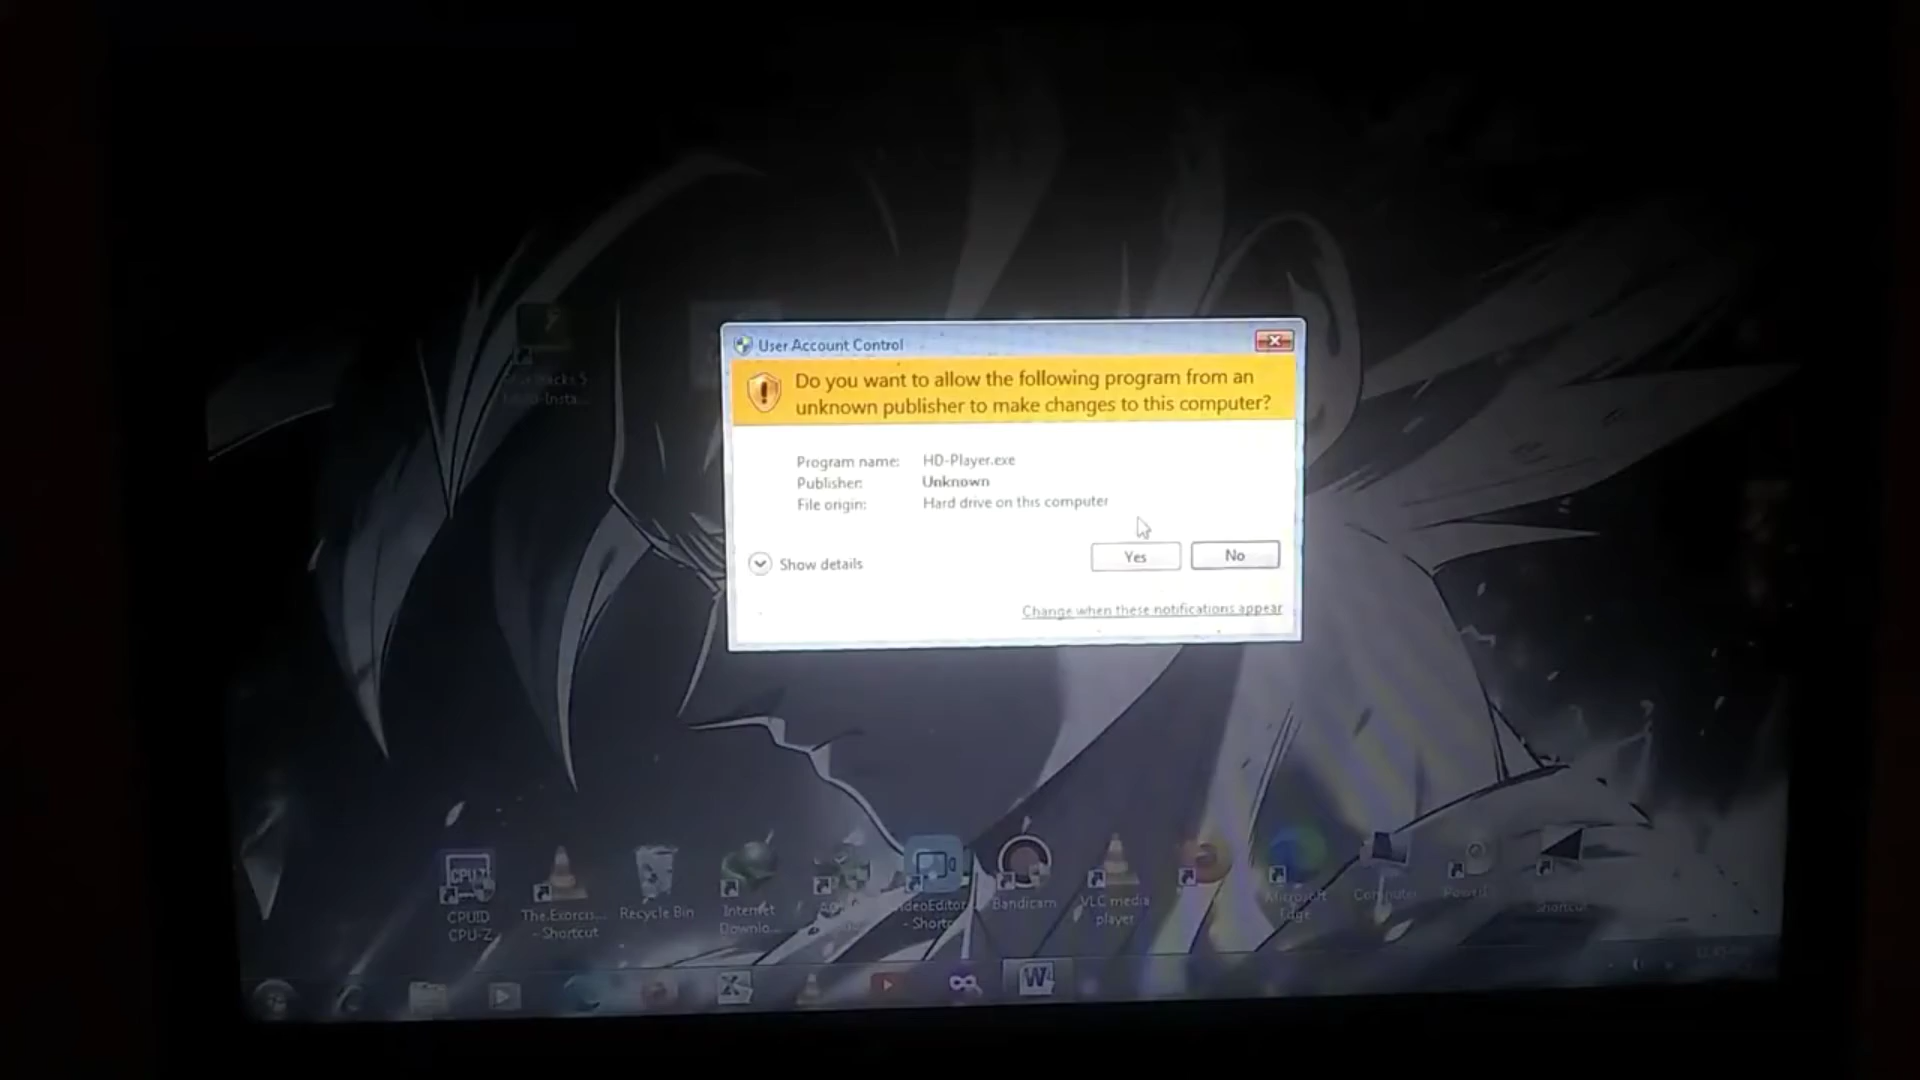 User Account Control
Do you want to allow the following program from an
unknown publisher to make changes to this computer?
Program name: HD-Player.exe
Publisher: Unknown
File origin: Hard drive on this computer
Yes
No
Show details
Change when these notifications appear
CPUID
CPU-Z
The.Exorcis...
- Shortcut
Recycle Bin
Internet
Downlo...
Bandicam
VLC media
player
Microsoft
Edge
Computer
Shortcut